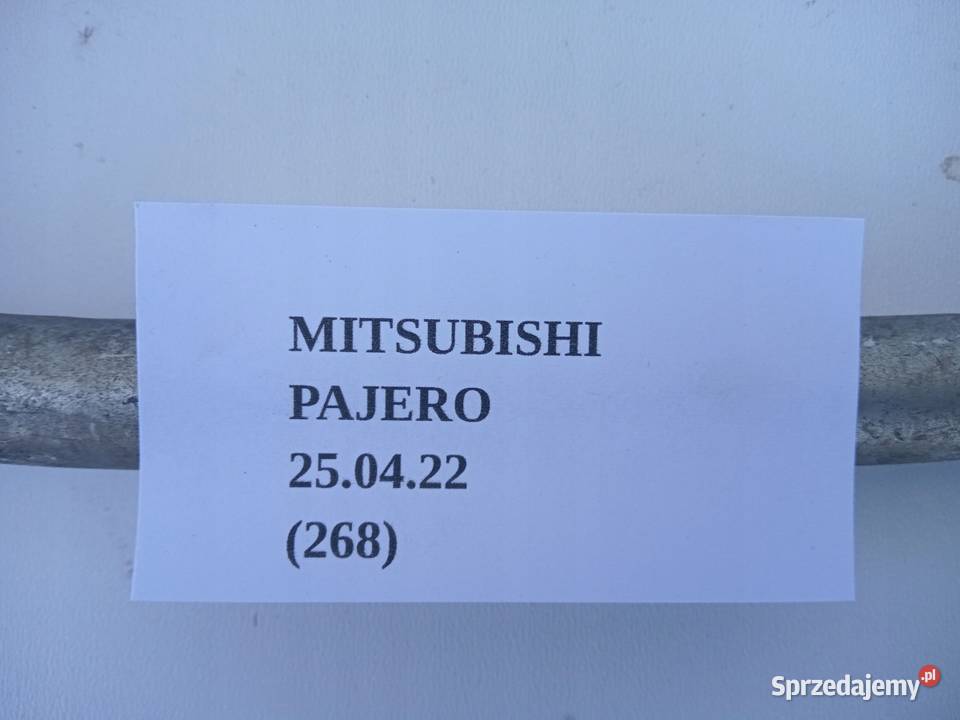 MITSUBISHI
PAJERO
25.04.22
(268)
Sprzedajemy.pl